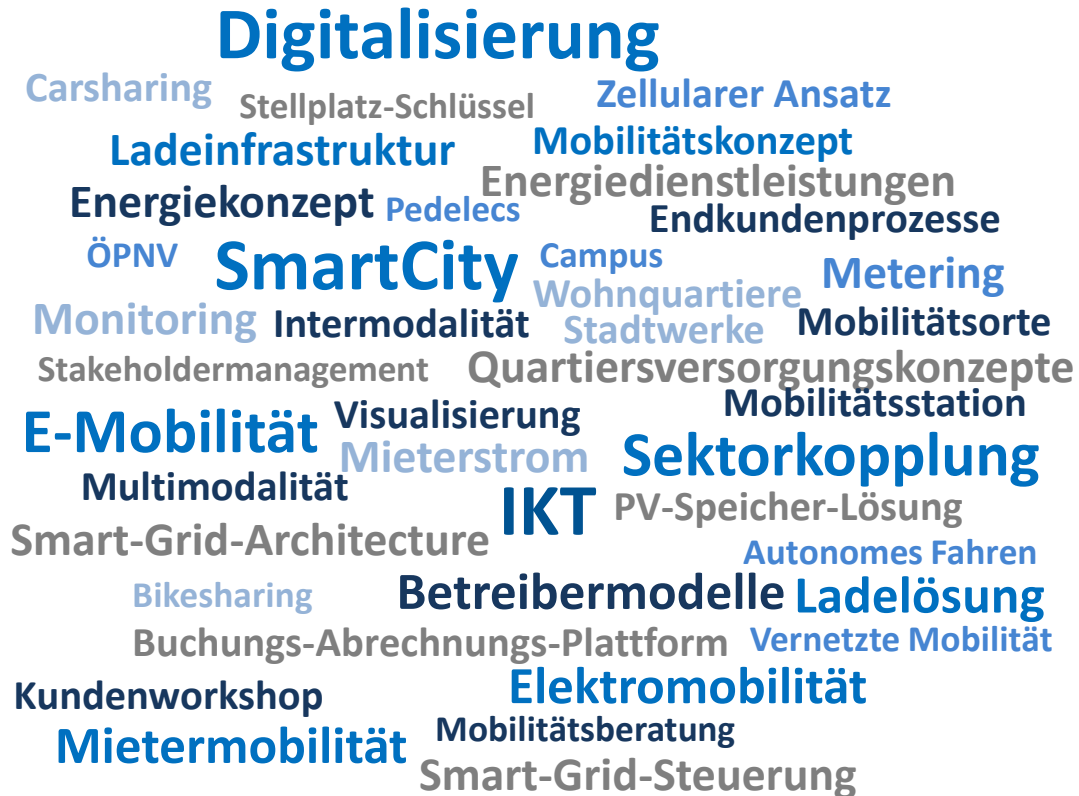 Digitalisierung
Carsharing
Stellplatz-Schlüssel
Zellularer Ansatz
Ladeinfrastruktur
Mobilitätskonzept
Energiedienstleistungen
Energiekonzept
Pedelecs
Endkundenprozesse
ÖPNV
SmartCity
Campus
Metering
Wohnquartiere
Monitoring
Intermodalität
Stadtwerke
Mobilitätsorte
Stakeholdermanagement
Quartiersversorgungskonzepte
Mobilitätsstation
E-Mobilität
Visualisierung
Mieterstrom
Sektorkopplung
Multimodalität
IKT
PV-Speicher-Lösung
Smart-Grid-Architecture
Autonomes Fahren
Bikesharing
Betreibermodelle
Ladelösung
Buchungs-Abrechnungs-Plattform
Vernetzte Mobilität
Kundenworkshop
Elektromobilität
Mietermobilität
Mobilitätsberatung
Smart-Grid-Steuerung